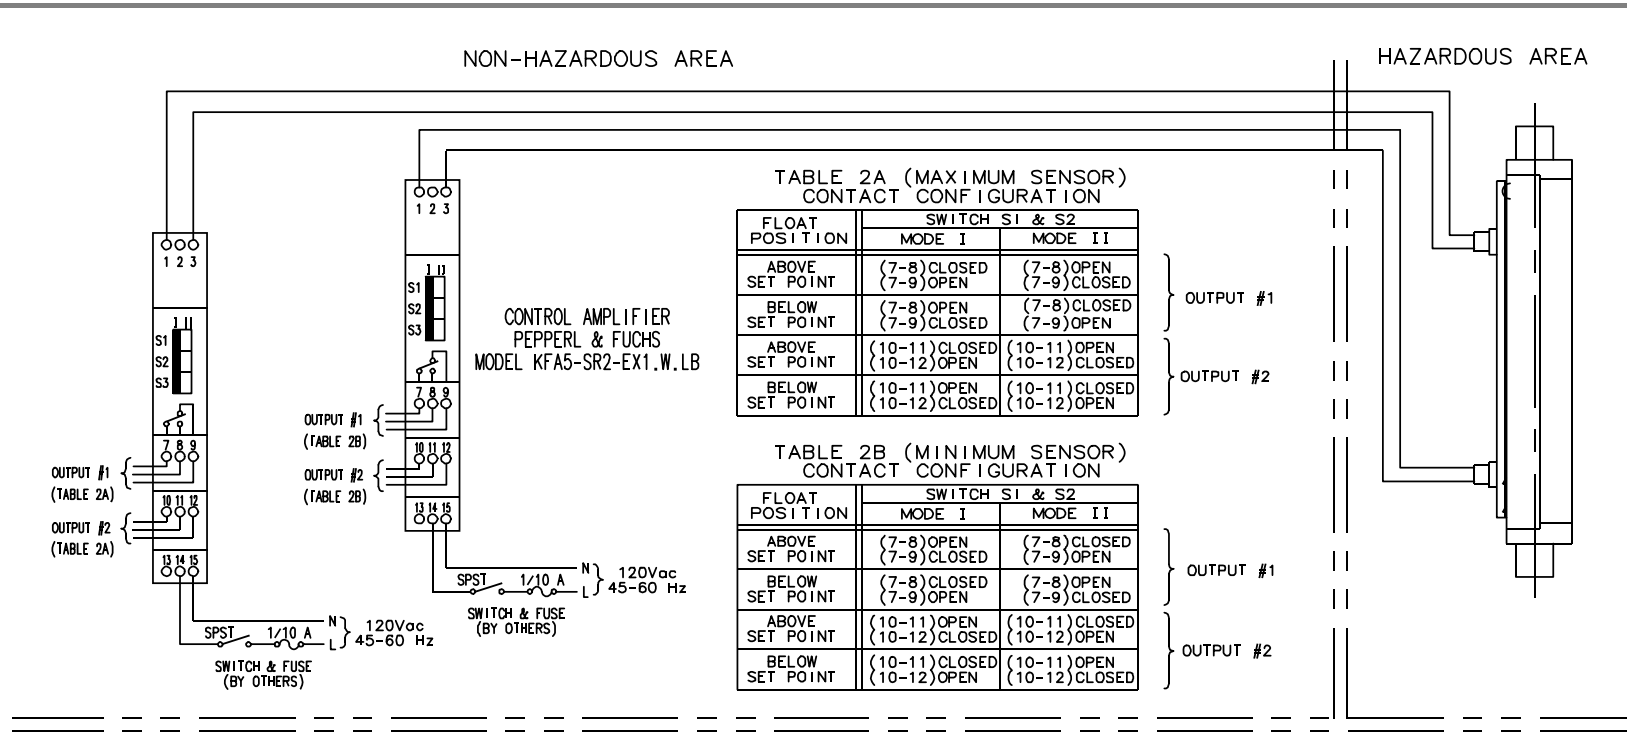 NON-HAZARDOUS AREA
HAZARDOUS AREA
1 2 3
I II
S1
S2
S3
7 8 9
OUTPUT #1
(TABLE 2A)
10 11 12
OUTPUT #2
(TABLE 2A)
13 14 15
N
120Vac
SPST
1/10 A
L
45-60 Hz
SWITCH & FUSE
(BY OTHERS)
1 2 3
I II
S1
S2
S3
7 8 9
OUTPUT #1
(TABLE 2B)
10 11 12
OUTPUT #2
(TABLE 2B)
13 14 15
N
120Vac
SPST
1/10 A
L
45-60 Hz
SWITCH & FUSE
(BY OTHERS)
CONTROL AMPLIFIER
PEPPERL & FUCHS
MODEL KFA5-SR2-EX1.W.LB
TABLE 2A (MAXIMUM SENSOR)
CONTACT CONFIGURATION
FLOAT POSITION SWITCH S1 & S2
MODE I MODE II
ABOVE (7-8)CLOSED (7-8)OPEN
SET POINT (7-9)OPEN (7-9)CLOSED
BELOW (7-8)OPEN (7-8)CLOSED
SET POINT (7-9)CLOSED (7-9)OPEN
OUTPUT #1
ABOVE (10-11)CLOSED (10-11)OPEN
SET POINT (10-12)OPEN (10-12)CLOSED
BELOW (10-11)OPEN (10-11)CLOSED
SET POINT (10-12)CLOSED (10-12)OPEN
OUTPUT #2
TABLE 2B (MINIMUM SENSOR)
CONTACT CONFIGURATION
FLOAT POSITION SWITCH S1 & S2
MODE I MODE II
ABOVE (7-8)OPEN (7-8)CLOSED
SET POINT (7-9)CLOSED (7-9)OPEN
BELOW (7-8)CLOSED (7-8)OPEN
SET POINT (7-9)OPEN (7-9)CLOSED
OUTPUT #1
ABOVE (10-11)OPEN (10-11)CLOSED
SET POINT (10-12)CLOSED (10-12)OPEN
BELOW (10-11)CLOSED (10-11)OPEN
SET POINT (10-12)OPEN (10-12)CLOSED
OUTPUT #2